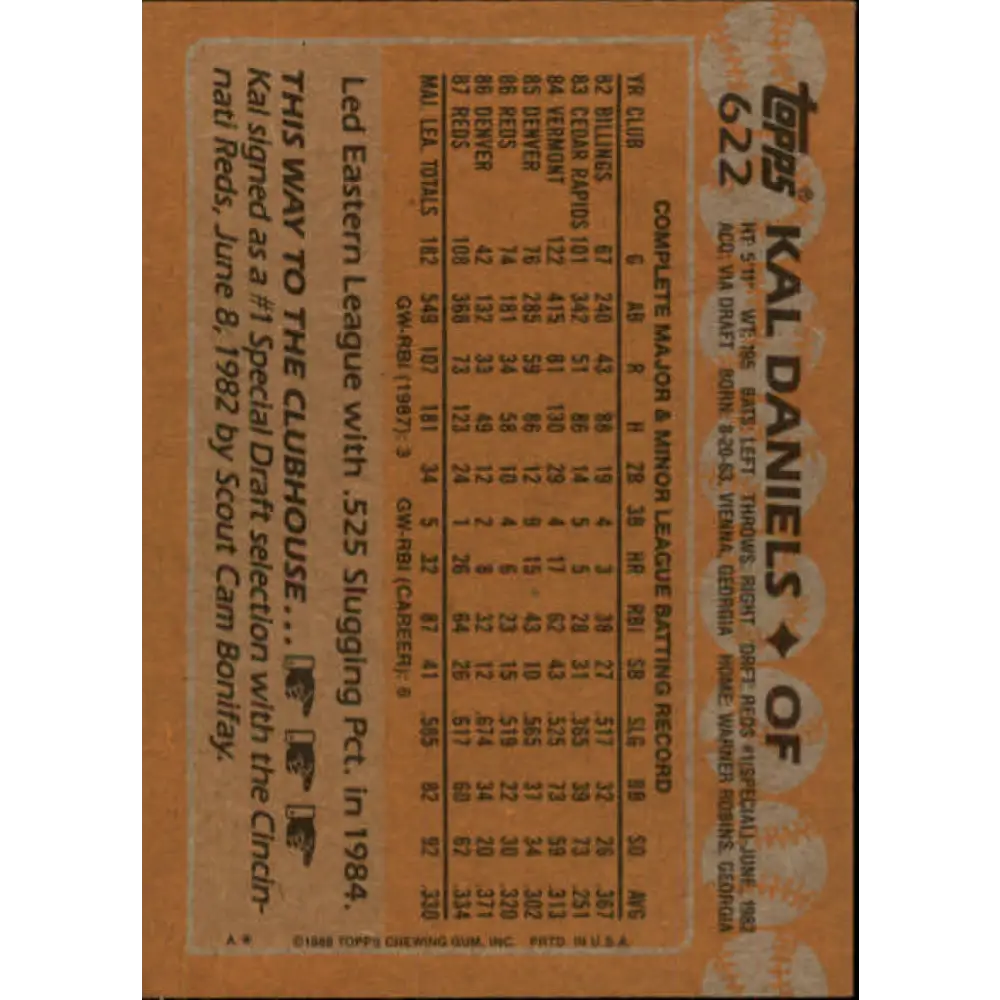 Topps®
622
KAL DANIELS ◆ OF
HT: 5'11" WT: 185 BATS: LEFT THROWS: RIGHT DRFT: REDS #1(SPECIAL)-JUNE, 1982
ACQ: VIA DRAFT BORN: 8-20-63, VIENNA, GEORGIA HOME: WARNER ROBINS, GEORGIA
COMPLETE MAJOR & MINOR LEAGUE BATTING RECORD
YR CLUB G AB R H 2B 3B HR RBI SB SLG BB SO AVG
82 BILLINGS 67 240 43 88 19 4 3 38 27 .517 32 26 .367
83 CEDAR RAPIDS 101 342 51 86 14 5 5 28 31 .365 39 73 .251
84 VERMONT 122 415 81 130 29 4 17 62 43 .525 73 59 .313
85 DENVER 76 285 59 86 12 9 15 43 10 .565 37 34 .302
86 REDS 74 181 34 58 10 4 6 23 15 .519 22 30 .320
86 DENVER 42 132 33 49 12 2 8 32 12 .674 34 20 .371
87 REDS 108 368 73 123 24 1 26 64 26 .617 60 62 .334
MAJ. LEA. TOTALS 182 549 107 181 34 5 32 87 41 .585 82 92 .330
GW-RBI (1987): 3 GW-RBI (CAREER): 6
Led Eastern League with .525 Slugging Pct. in 1984.
THIS WAY TO THE CLUBHOUSE...
Kal signed as a #1 Special Draft selection with the Cincin-
nati Reds, June 8, 1982 by Scout Cam Bonifay.
©1988 TOPPS CHEWING GUM, INC. PRTD. IN U.S.A.
A.*